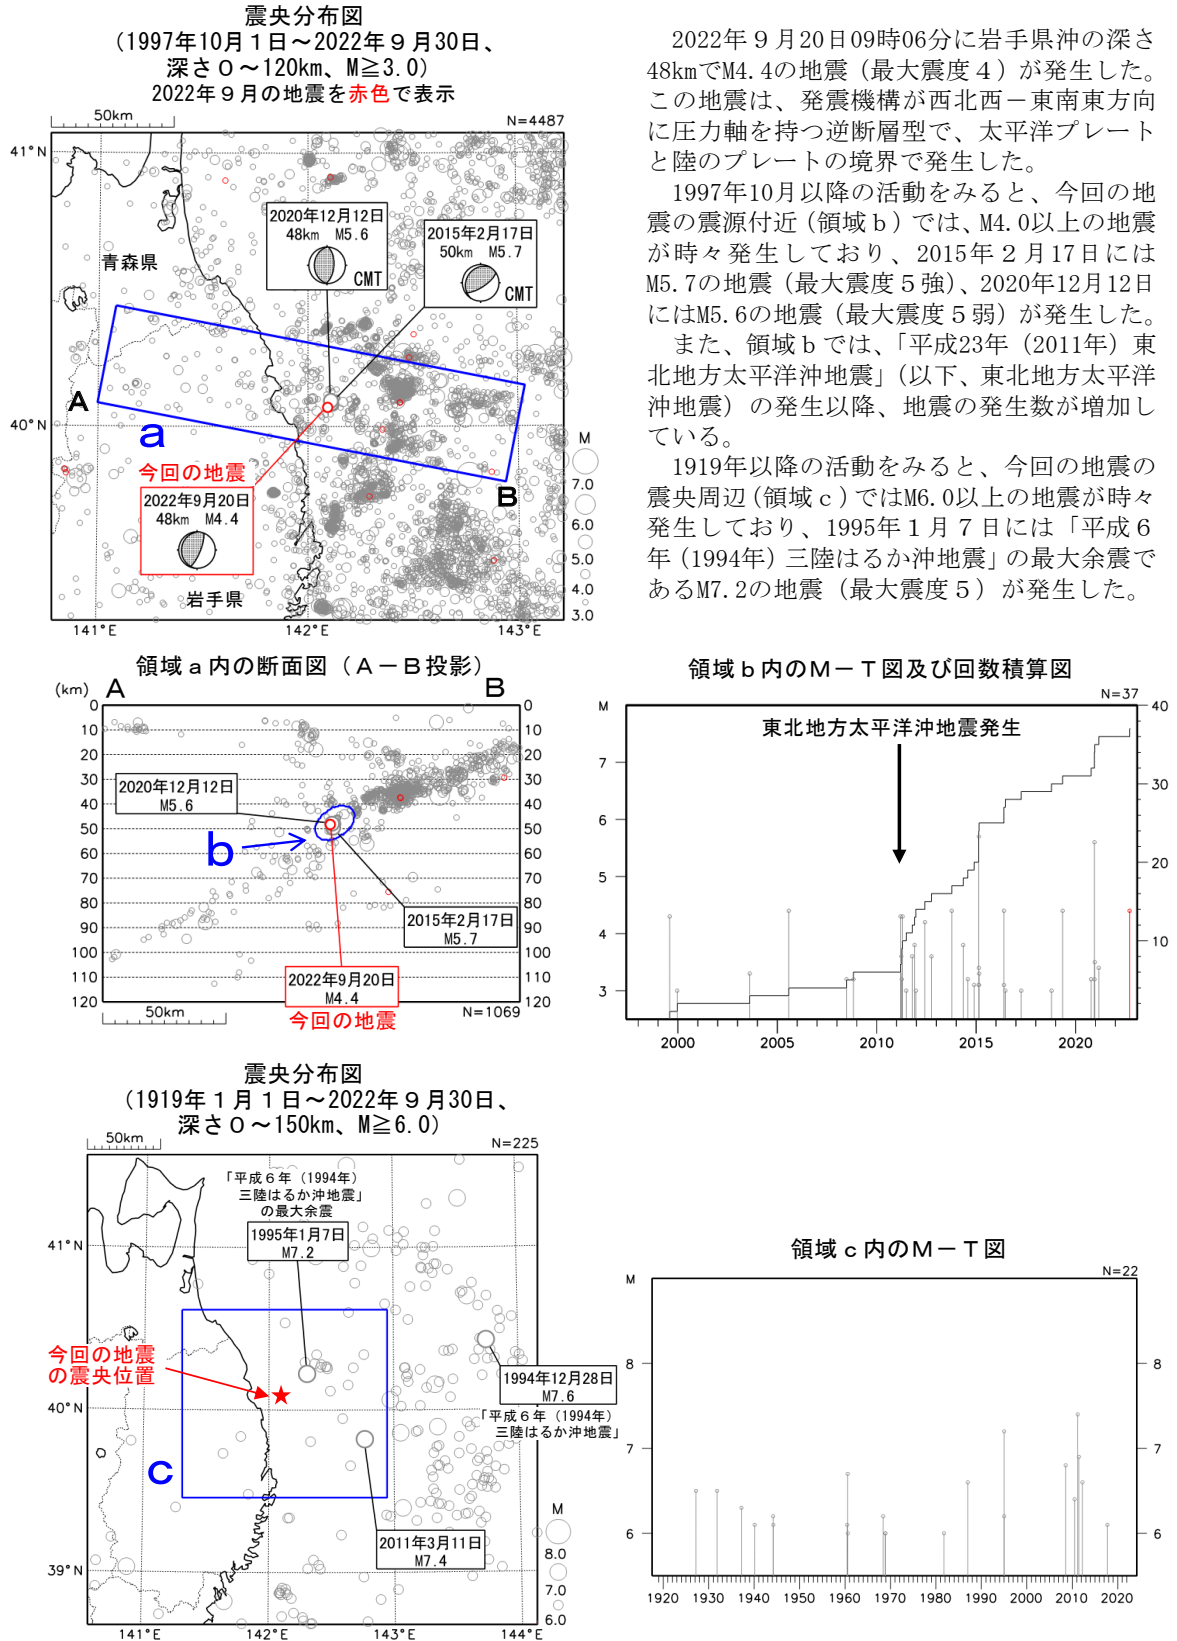 震央分布図
(1997年10月1日～2022年9月30日、
深さ0～120km、M≧3.0)
2022年9月の地震を赤色で表示
50km
N=4487
41°N
40°N
141°E
142°E
143°E
青森県
岩手県
2020年12月12日
48km M5.6
CMT
2015年2月17日
50km M5.7
CMT
A
a
B
今回の地震
2022年9月20日
48km M4.4
M
7.0
6.0
5.0
4.0
3.0
2022年9月20日09時06分に岩手県沖の深さ
48kmでM4.4の地震(最大震度4)が発生した。
この地震は、発震機構が西北西－東南東方向
に圧力軸を持つ逆断層型で、太平洋プレート
と陸のプレートの境界で発生した。
1997年10月以降の活動をみると、今回の地
震の震源付近(領域b)では、M4.0以上の地震
が時々発生しており、2015年2月17日には
M5.7の地震(最大震度5強)、2020年12月12日
にはM5.6の地震(最大震度5弱)が発生した。
また、領域bでは、「平成23年(2011年)東
北地方太平洋沖地震」(以下、東北地方太平洋
沖地震)の発生以降、地震の発生数が増加し
ている。
1919年以降の活動をみると、今回の地震の
震央周辺(領域c)ではM6.0以上の地震が時々
発生しており、1995年1月7日には「平成6
年(1994年)三陸はるか沖地震」の最大余震で
あるM7.2の地震(最大震度5)が発生した。
領域a内の断面図(A－B投影)
(km) A B
0 0
10 10
20 20
30 30
40 40
50 50
60 60
70 70
80 80
90 90
100 100
110 110
120 120
2020年12月12日
M5.6
b
2015年2月17日
M5.7
2022年9月20日
M4.4
今回の地震
50km
N=1069
領域b内のM－T図及び回数積算図
N=37
M
7
6
5
4
3
40
30
20
10
東北地方太平洋沖地震発生
2000 2005 2010 2015 2020
震央分布図
(1919年1月1日～2022年9月30日、
深さ0～150km、M≧6.0)
50km
N=225
41°N
40°N
39°N
141°E
142°E
143°E
144°E
「平成6年(1994年)
三陸はるか沖地震」
の最大余震
1995年1月7日
M7.2
今回の地震
の震央位置
c
1994年12月28日
M7.6
「平成6年(1994年)
三陸はるか沖地震」
2011年3月11日
M7.4
M
8.0
7.0
6.0
領域c内のM－T図
N=22
M
8 8
7 7
6 6
1920 1930 1940 1950 1960 1970 1980 1990 2000 2010 2020